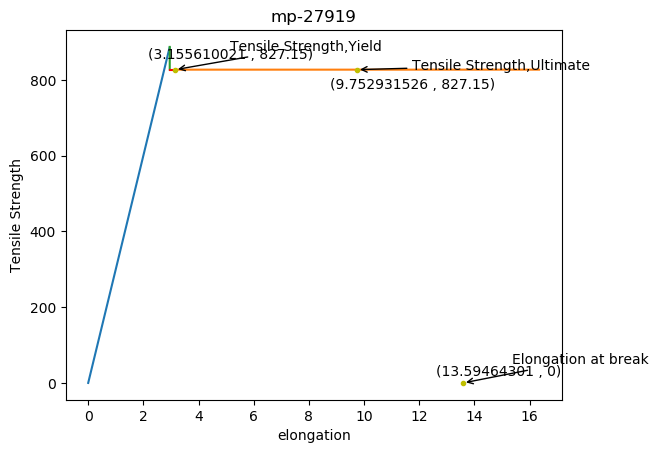 mp-27919
Tensile Strength,Yield
(3.155610021 , 827.15)
Tensile Strength,Ultimate
(9.752931526 , 827.15)
Elongation at break
(13.59464301 , 0)
Tensile Strength
800
600
400
200
0
0 2 4 6 8 10 12 14 16
elongation